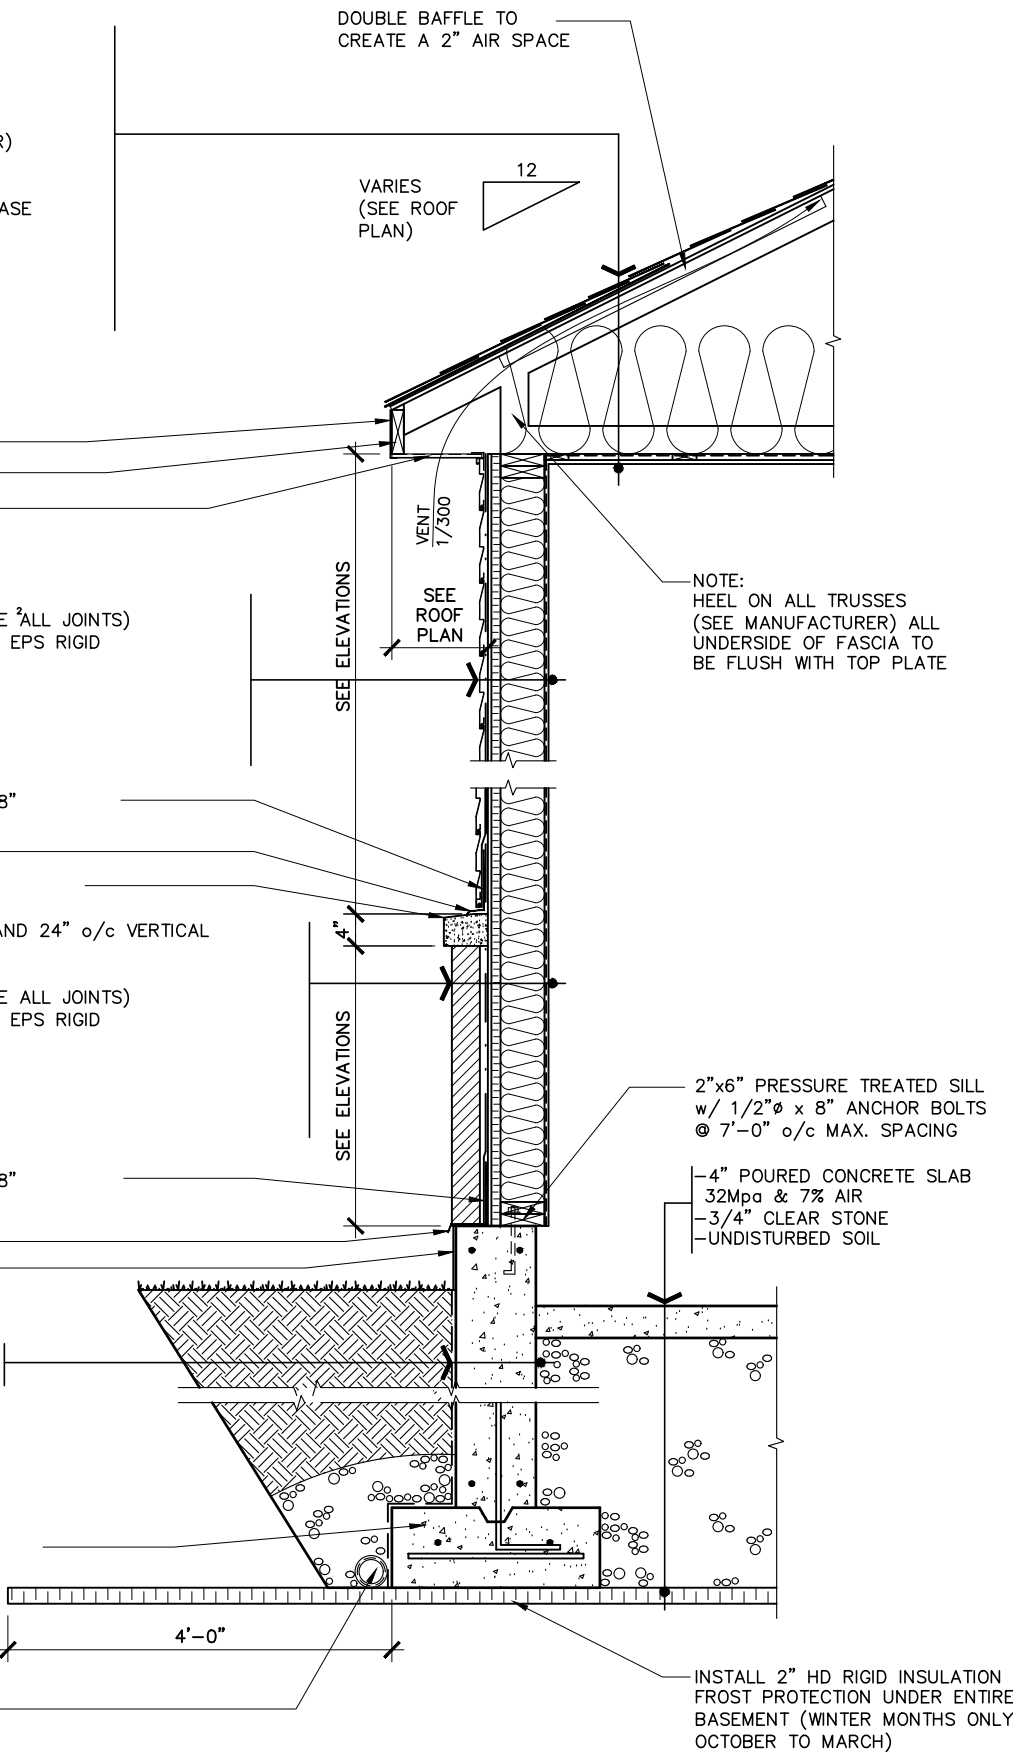 DOUBLE BAFFLE TO
CREATE A 2" AIR SPACE
R)
ASE
12
VARIES
(SEE ROOF
PLAN)
VENT
1/300
SEE
ROOF
PLAN
SEE ELEVATIONS
NOTE:
HEEL ON ALL TRUSSES
(SEE MANUFACTURER) ALL
UNDERSIDE OF FASCIA TO
BE FLUSH WITH TOP PLATE
E ²ALL JOINTS)
EPS RIGID
8"
4"
AND 24" o/c VERTICAL
E ALL JOINTS)
EPS RIGID
SEE ELEVATIONS
2"x6" PRESSURE TREATED SILL
w/ 1/2"ø x 8" ANCHOR BOLTS
@ 7'-0" o/c MAX. SPACING
8"
-4" POURED CONCRETE SLAB
32Mpa & 7% AIR
-3/4" CLEAR STONE
-UNDISTURBED SOIL
4'-0"
INSTALL 2" HD RIGID INSULATION
FROST PROTECTION UNDER ENTIRE
BASEMENT (WINTER MONTHS ONLY
OCTOBER TO MARCH)